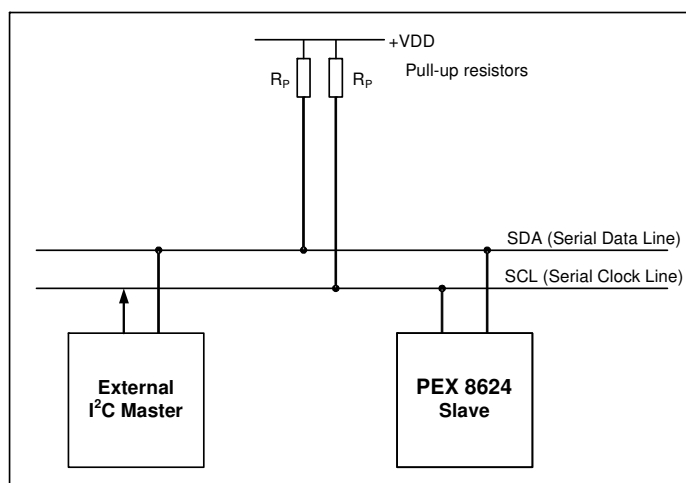 +VDD
R_P R_P Pull-up resistors
SDA (Serial Data Line)
SCL (Serial Clock Line)
External
I²C Master
PEX 8624
Slave